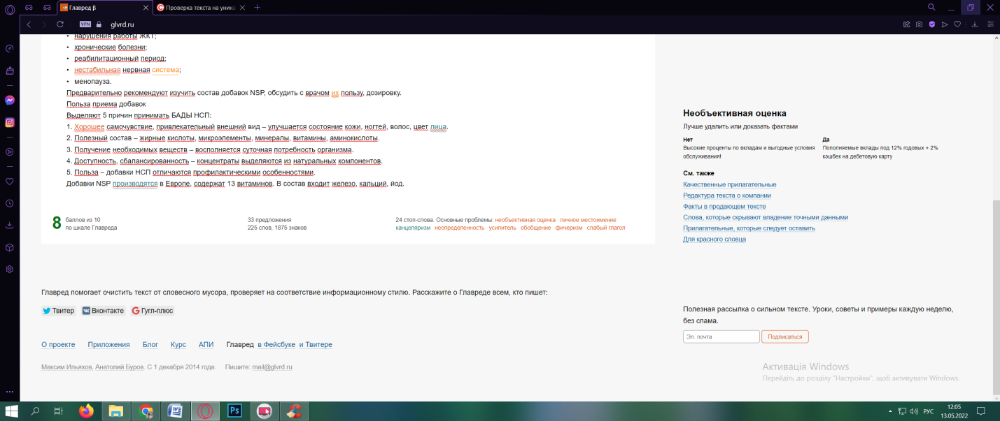 Главред β
Проверка текста на уника
VPN
glvrd.ru
нарушения работы ЖКТ;
хронические болезни;
реабилитационный период;
нестабильная нервная система;
менопауза.
Предварительно рекомендуют изучить состав добавок NSP, обсудить с врачом их пользу, дозировку.
Польза приема добавок
Выделяют 5 причин принимать БАДЫ НСП:
1. Хорошее самочувствие, привлекательный внешний вид – улучшается состояние кожи, ногтей, волос, цвет лица.
2. Полезный состав – жирные кислоты, микроэлементы, минералы, витамины, аминокислоты.
3. Получение необходимых веществ – восполняется суточная потребность организма.
4. Доступность, сбалансированность – концентраты выделяются из натуральных компонентов.
5. Польза – добавки НСП отличаются профилактическими особенностями.
Добавки NSP производятся в Европе, содержат 13 витаминов. В состав входит железо, кальций, йод.
8 баллов из 10
по шкале Главреда
33 предложения
225 слов, 1875 знаков
24 стоп-слова. Основные проблемы: необъективная оценка личное местоимение
канцеляризм неопределенность усилитель обобщение фичеризм слабый глагол
Необъективная оценка
Лучше удалить или доказать фактами
Нет
Высокие проценты по вкладам и выгодные условия
обслуживания!
Да
Пополняемые вклады под 12% годовых + 2%
кэшбек на дебетовую карту
См. также
Качественные прилагательные
Редактура текста о компании
Факты в продающем тексте
Слова, которые скрывают владение точными данными
Прилагательные, которые следует оставить
Для красного словца
Главред помогает очистить текст от словесного мусора, проверяет на соответствие информационному стилю. Расскажите о Главреде всем, кто пишет:
Твитер Вконтакте Гугл-плюс
О проекте Приложения Блог Курс АПИ Главред в Фейсбуке и Твитере
Максим Ильяхов, Анатолий Буров. С 1 декабря 2014 года. Пишите: mail@glvrd.ru
Полезная рассылка о сильном тексте. Уроки, советы и примеры каждую неделю,
без спама.
Эл. почта
Подписаться
Активація Windows
Перейдіть до розділу "Настройки", щоб активувати Windows.
Ps
РУС
12:05
13.05.2022